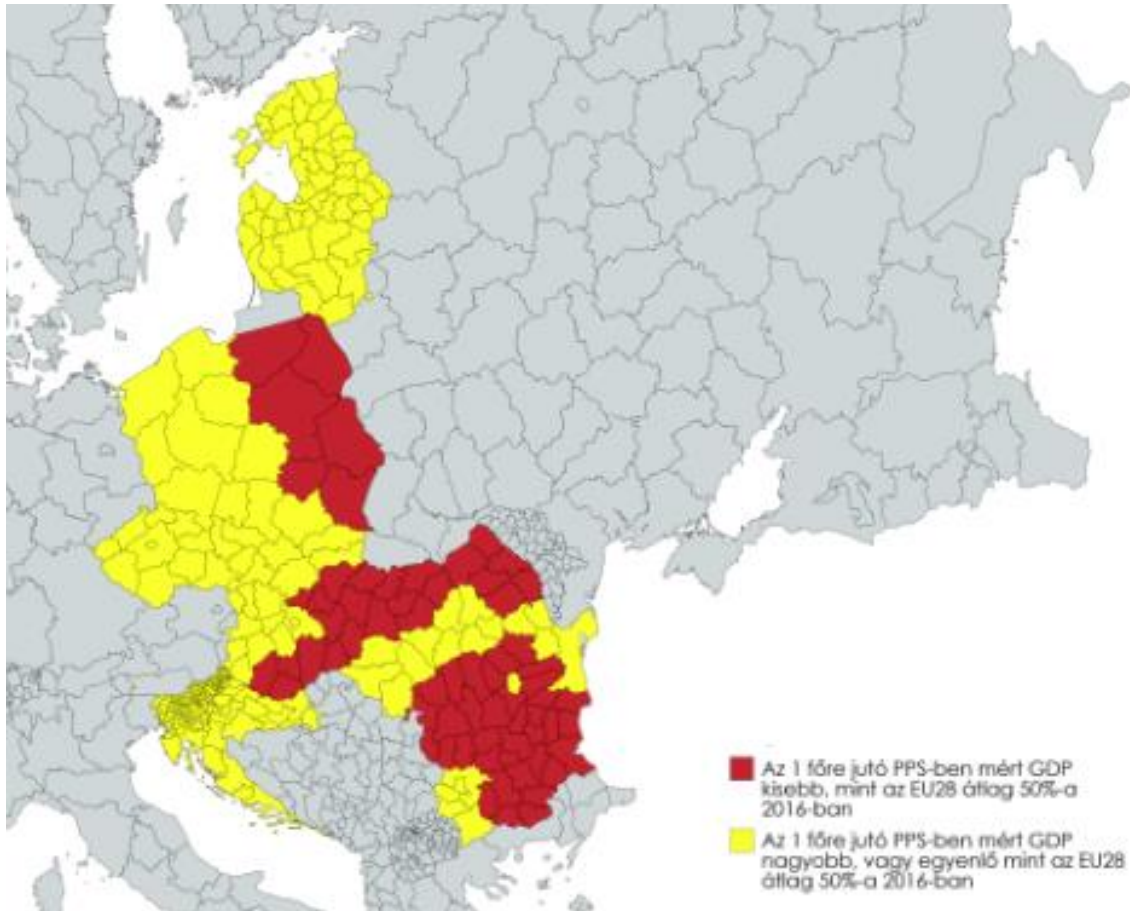 Az 1 főre jutó PPS-ben mért GDP
kisebb, mint az EU28 átlag 50%-a
2016-ban
Az 1 főre jutó PPS-ben mért GDP
nagyobb, vagy egyenlő mint az EU28
átlag 50%-a 2016-ban